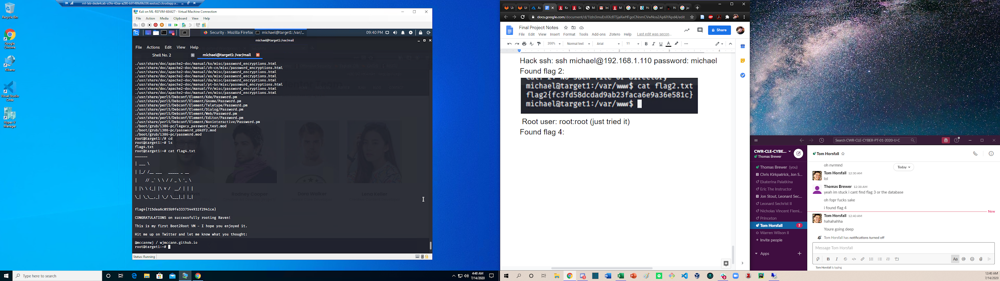 ml-lab-dede4cab-a5fe-42ea-a290-b91499d9b336.eastus2.cloudapp.a...
Recycle Bin
Google Chrome
Kibana
Visual Studio Code
Hyper-V Manager
Kali on ML-REFVM-684427 - Virtual Machine Connection
File Action Media Clipboard View Help
Security - Mozilla Firefox
michael@target1: /var/...
09:40 PM
michael@target1: /var/mail
File Actions Edit View Help
Shell No. 2
michael@target1: /var/mail
./usr/share/doc/apache2-doc/manual/ko/misc/password_encryptions.html
./usr/share/doc/apache2-doc/manual/zh-cn/misc/password_encryptions.html
./usr/share/doc/apache2-doc/manual/de/misc/password_encryptions.html
./usr/share/doc/apache2-doc/manual/es/misc/password_encryptions.html
./usr/share/doc/apache2-doc/manual/da/misc/password_encryptions.html
./usr/share/doc/apache2-doc/manual/pt-br/misc/password_encryptions.html
./usr/share/doc/apache2-doc/manual/fr/misc/password_encryptions.html
./usr/share/doc/apache2-doc/manual/en/misc/password_encryptions.html
./usr/share/perl5/Debconf/Element/Kde/Password.pm
./usr/share/perl5/Debconf/Element/Gnome/Password.pm
./usr/share/perl5/Debconf/Element/Teletype/Password.pm
./usr/share/perl5/Debconf/Element/Dialog/Password.pm
./usr/share/perl5/Debconf/Element/Web/Password.pm
./usr/share/perl5/Debconf/Element/Editor/Password.pm
./usr/share/perl5/Debconf/Element/Noninteractive/Password.pm
./boot/grub/i386-pc/legacy_password_test.mod
./boot/grub/i386-pc/password_pbkdf2.mod
./boot/grub/i386-pc/password.mod
root@target1:/# cd
root@target1:~# ls
flag4.txt
root@target1:~# cat flag4.txt
flag4{715dea6c055b9fe3337544932f2941ce}
CONGRATULATIONS on successfully rooting Raven!
This is my first Boot2Root VM - I hope you enjoyed it.
Hit me up on Twitter and let me know what you thought:
@mccannwj / wjmccann.github.io
root@target1:~#
Rodney Cooper
Dora Walker
Lena Keller
Status: Running
Type here to search
4:40 AM
7/14/2020
docs.google.com/document/d/1Izln3muEnXXc8TSjaKwHFgoCNnmCVwNos2Ap6lYApd4/edit
Final Project Notes
Share
File Edit View Insert Format Tools Add-ons Zotero Help Last edit was secon...
200% Normal text Arial 11
1 2 3 4
Hack ssh: ssh michael@192.168.1.110 password: michael
Found flag 2:
cat: 2: No such file or directory
michael@target1:/var/www$ cat flag2.txt
flag2{fc3fd58dcdad9ab23faca6e9a36e581c}
michael@target1:/var/www$
Root user: root:root (just tried it)
Found flag 4:
Search CWR-CLE-CYBER-PT-01-2020-U-C
CWR-CLE-CYBE...
Thomas Brewer
Thomas Brewer (you)
Chris Kirkpatrick, Jon S...
Ekaterina Palatkina
Eric The Instructor
Jon Stout, Leonard Sec...
Leonard Sechrist II
Nicholas Vincent Flemi...
Princeton
Tom Horsfall 2
Warren Wilson II
+ Invite people
Apps
Tom Horsfall
Today
oh nvrmnd
Tom Horsfall 12:30 AM
lol
Thomas Brewer 12:38 AM
yeah im stuck i cant find flag 3 or the database
oh fopr fucks sake
i found flag 4
New
Tom Horsfall 12:40 AM
hahahahha
Youre going deep
Tom Horsfall has notifications turned off
Message Tom Horsfall
Tom Horsfall is typing
12:40 AM
7/14/2020